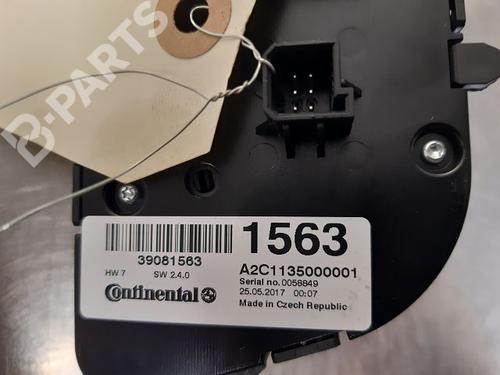 B-PARTS
39081563
1563
HW 7 SW 2.4.0
A2C1135000001
Serial no.0058849
25.05.2017 00:07
Continental
Made in Czech Republic